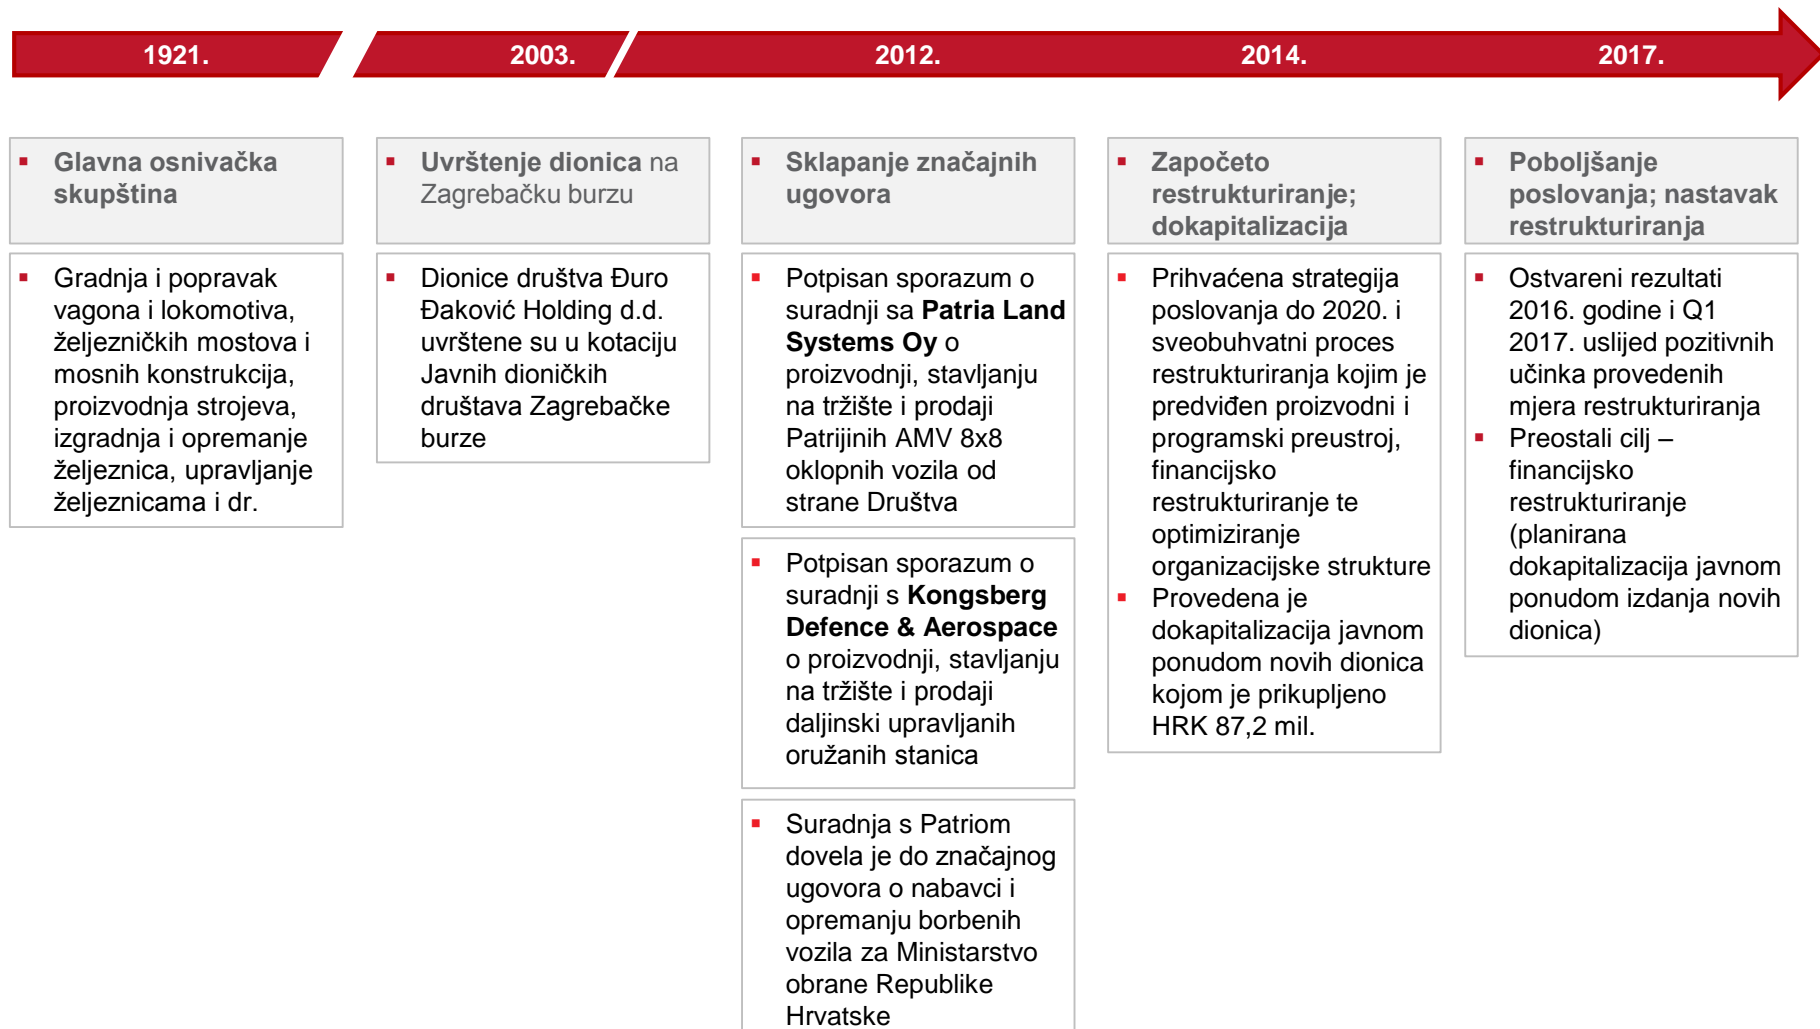 1921.
2003.
2012.
2014.
2017.
▪ Glavna osnivačka
skupština
▪ Gradnja i popravak
vagona i lokomotiva,
željezničkih mostova i
mosnih konstrukcija,
proizvodnja strojeva,
izgradnja i opremanje
željeznica, upravljanje
željeznicama i dr.
▪ Uvrštenje dionica na
Zagrebačku burzu
▪ Dionice društva Đuro
Đaković Holding d.d.
uvrštene su u kotaciju
Javnih dioničkih
društava Zagrebačke
burze
▪ Sklapanje značajnih
ugovora
▪ Potpisan sporazum o
suradnji sa Patria Land
Systems Oy o
proizvodnji, stavljanju
na tržište i prodaji
Patrijinih AMV 8x8
oklopnih vozila od
strane Društva
▪ Potpisan sporazum o
suradnji s Kongsberg
Defence & Aerospace
o proizvodnji, stavljanju
na tržište i prodaji
daljinski upravljanih
oružanih stanica
▪ Suradnja s Patriom
dovela je do značajnog
ugovora o nabavci i
opremanju borbenih
vozila za Ministarstvo
obrane Republike
Hrvatske
▪ Započeto
restrukturiranje;
dokapitalizacija
▪ Prihvaćena strategija
poslovanja do 2020. i
sveobuhvatni proces
restrukturiranja kojim je
predviđen proizvodni i
programski preustroj,
financijsko
restrukturiranje te
optimiziranje
organizacijske strukture
▪ Provedena je
dokapitalizacija javnom
ponudom novih dionica
kojom je prikupljeno
HRK 87,2 mil.
▪ Poboljšanje
poslovanja; nastavak
restrukturiranja
▪ Ostvareni rezultati
2016. godine i Q1
2017. uslijed pozitivnih
učinka provedenih
mjera restrukturiranja
▪ Preostali cilj –
financijsko
restrukturiranje
(planirana
dokapitalizacija javnom
ponudom izdanja novih
dionica)